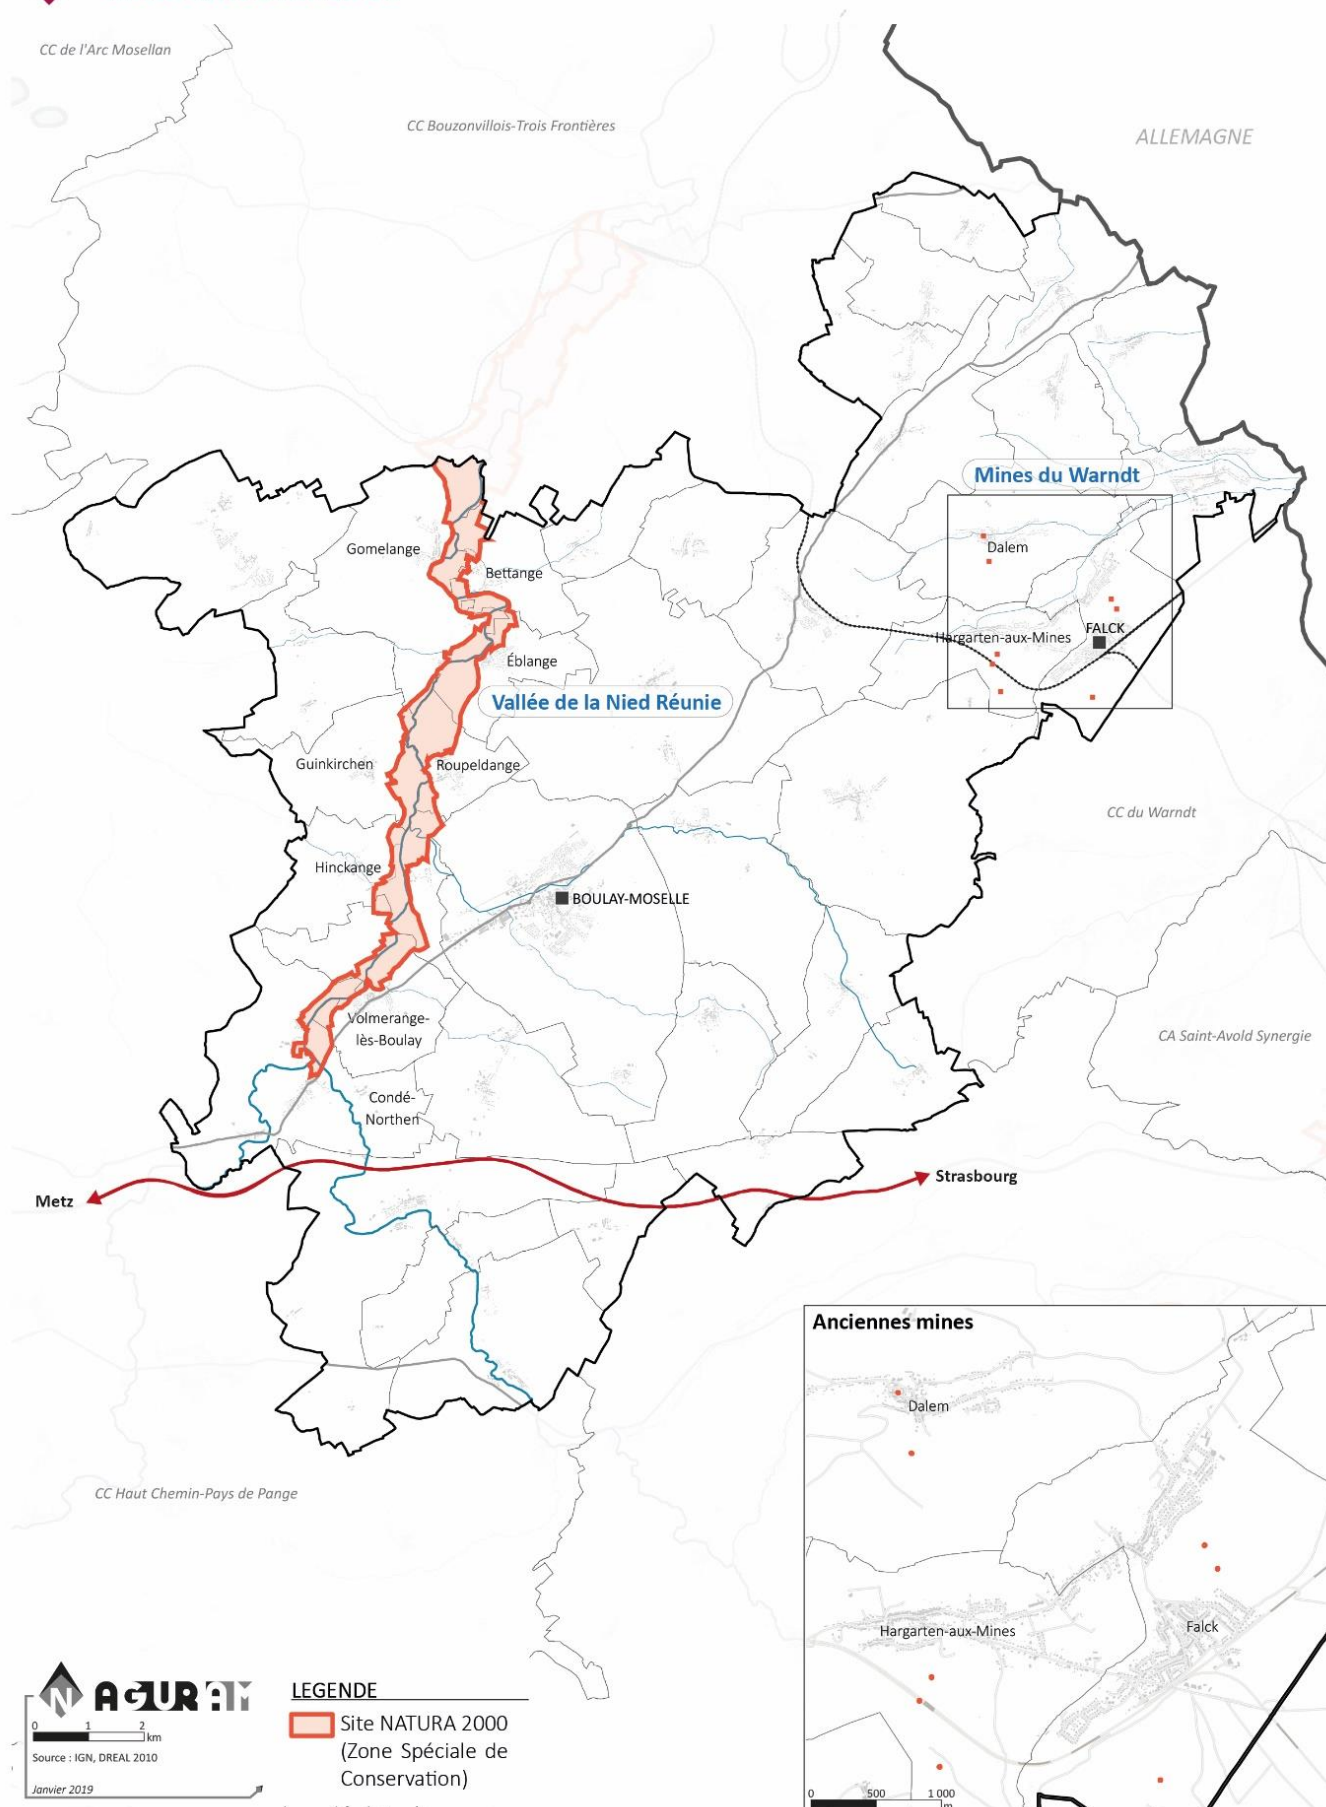 CC de l'Arc Mosellan
CC Bouzonvillois-Trois Frontières
ALLEMAGNE
Mines du Warndt
Dalem
Gomelange
Bettange
FALCK
Hargarten-aux-Mines
Éblange
Vallée de la Nied Réunie
Guinkirchen
Roupeldange
CC du Warndt
Hinckange
BOULAY-MOSELLE
Volmerange-
lès-Boulay
CA Saint-Avold Synergie
Condé-
Northen
Strasbourg
Metz
Anciennes mines
Dalem
CC Haut Chemin-Pays de Pange
Hargarten-aux-Mines
Falck
N AGURAM
0 1 2
km
Source : IGN, DREAL 2010
Janvier 2019
LEGENDE
Site NATURA 2000
(Zone Spéciale de
Conservation)
0 500 1 000
m